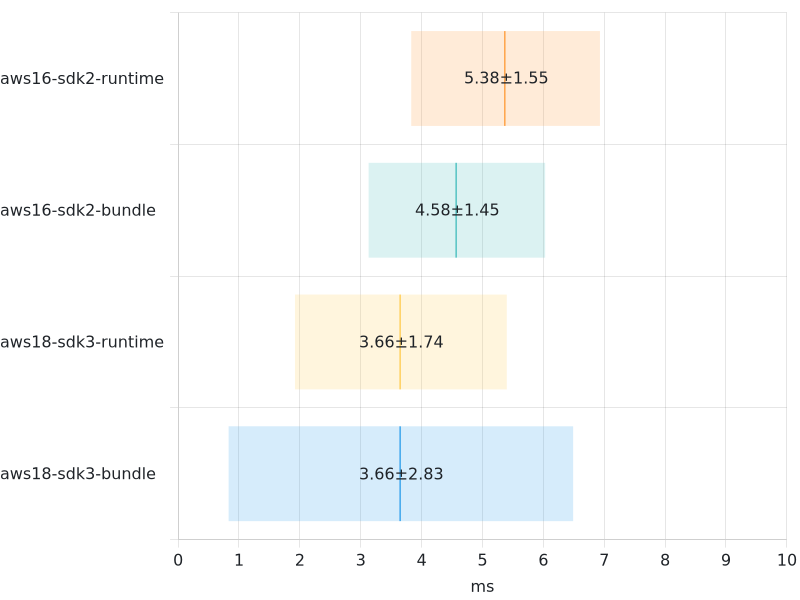 aws16-sdk2-runtime
5.38±1.55
aws16-sdk2-bundle
4.58±1.45
aws18-sdk3-runtime
3.66±1.74
aws18-sdk3-bundle
3.66±2.83
0 1 2 3 4 5 6 7 8 9 10
ms